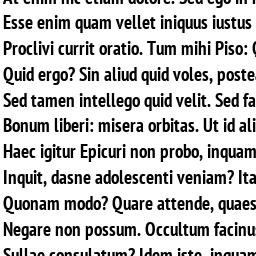 At enim hic etiam dolore. Sed ego in
Esse enim quam vellet iniquus iustus
Proclivi currit oratio. Tum mihi Piso:
Quid ergo? Sin aliud quid voles, poste
Sed tamen intellego quid velit. Sed fa
Bonum liberi: misera orbitas. Ut id ali
Haec igitur Epicuri non probo, inquam
Inquit, dasne adolescenti veniam? Ita
Quonam modo? Quare attende, quaes
Negare non possum. Occultum facinu
Sullae consulatum? Idem iste, inquam